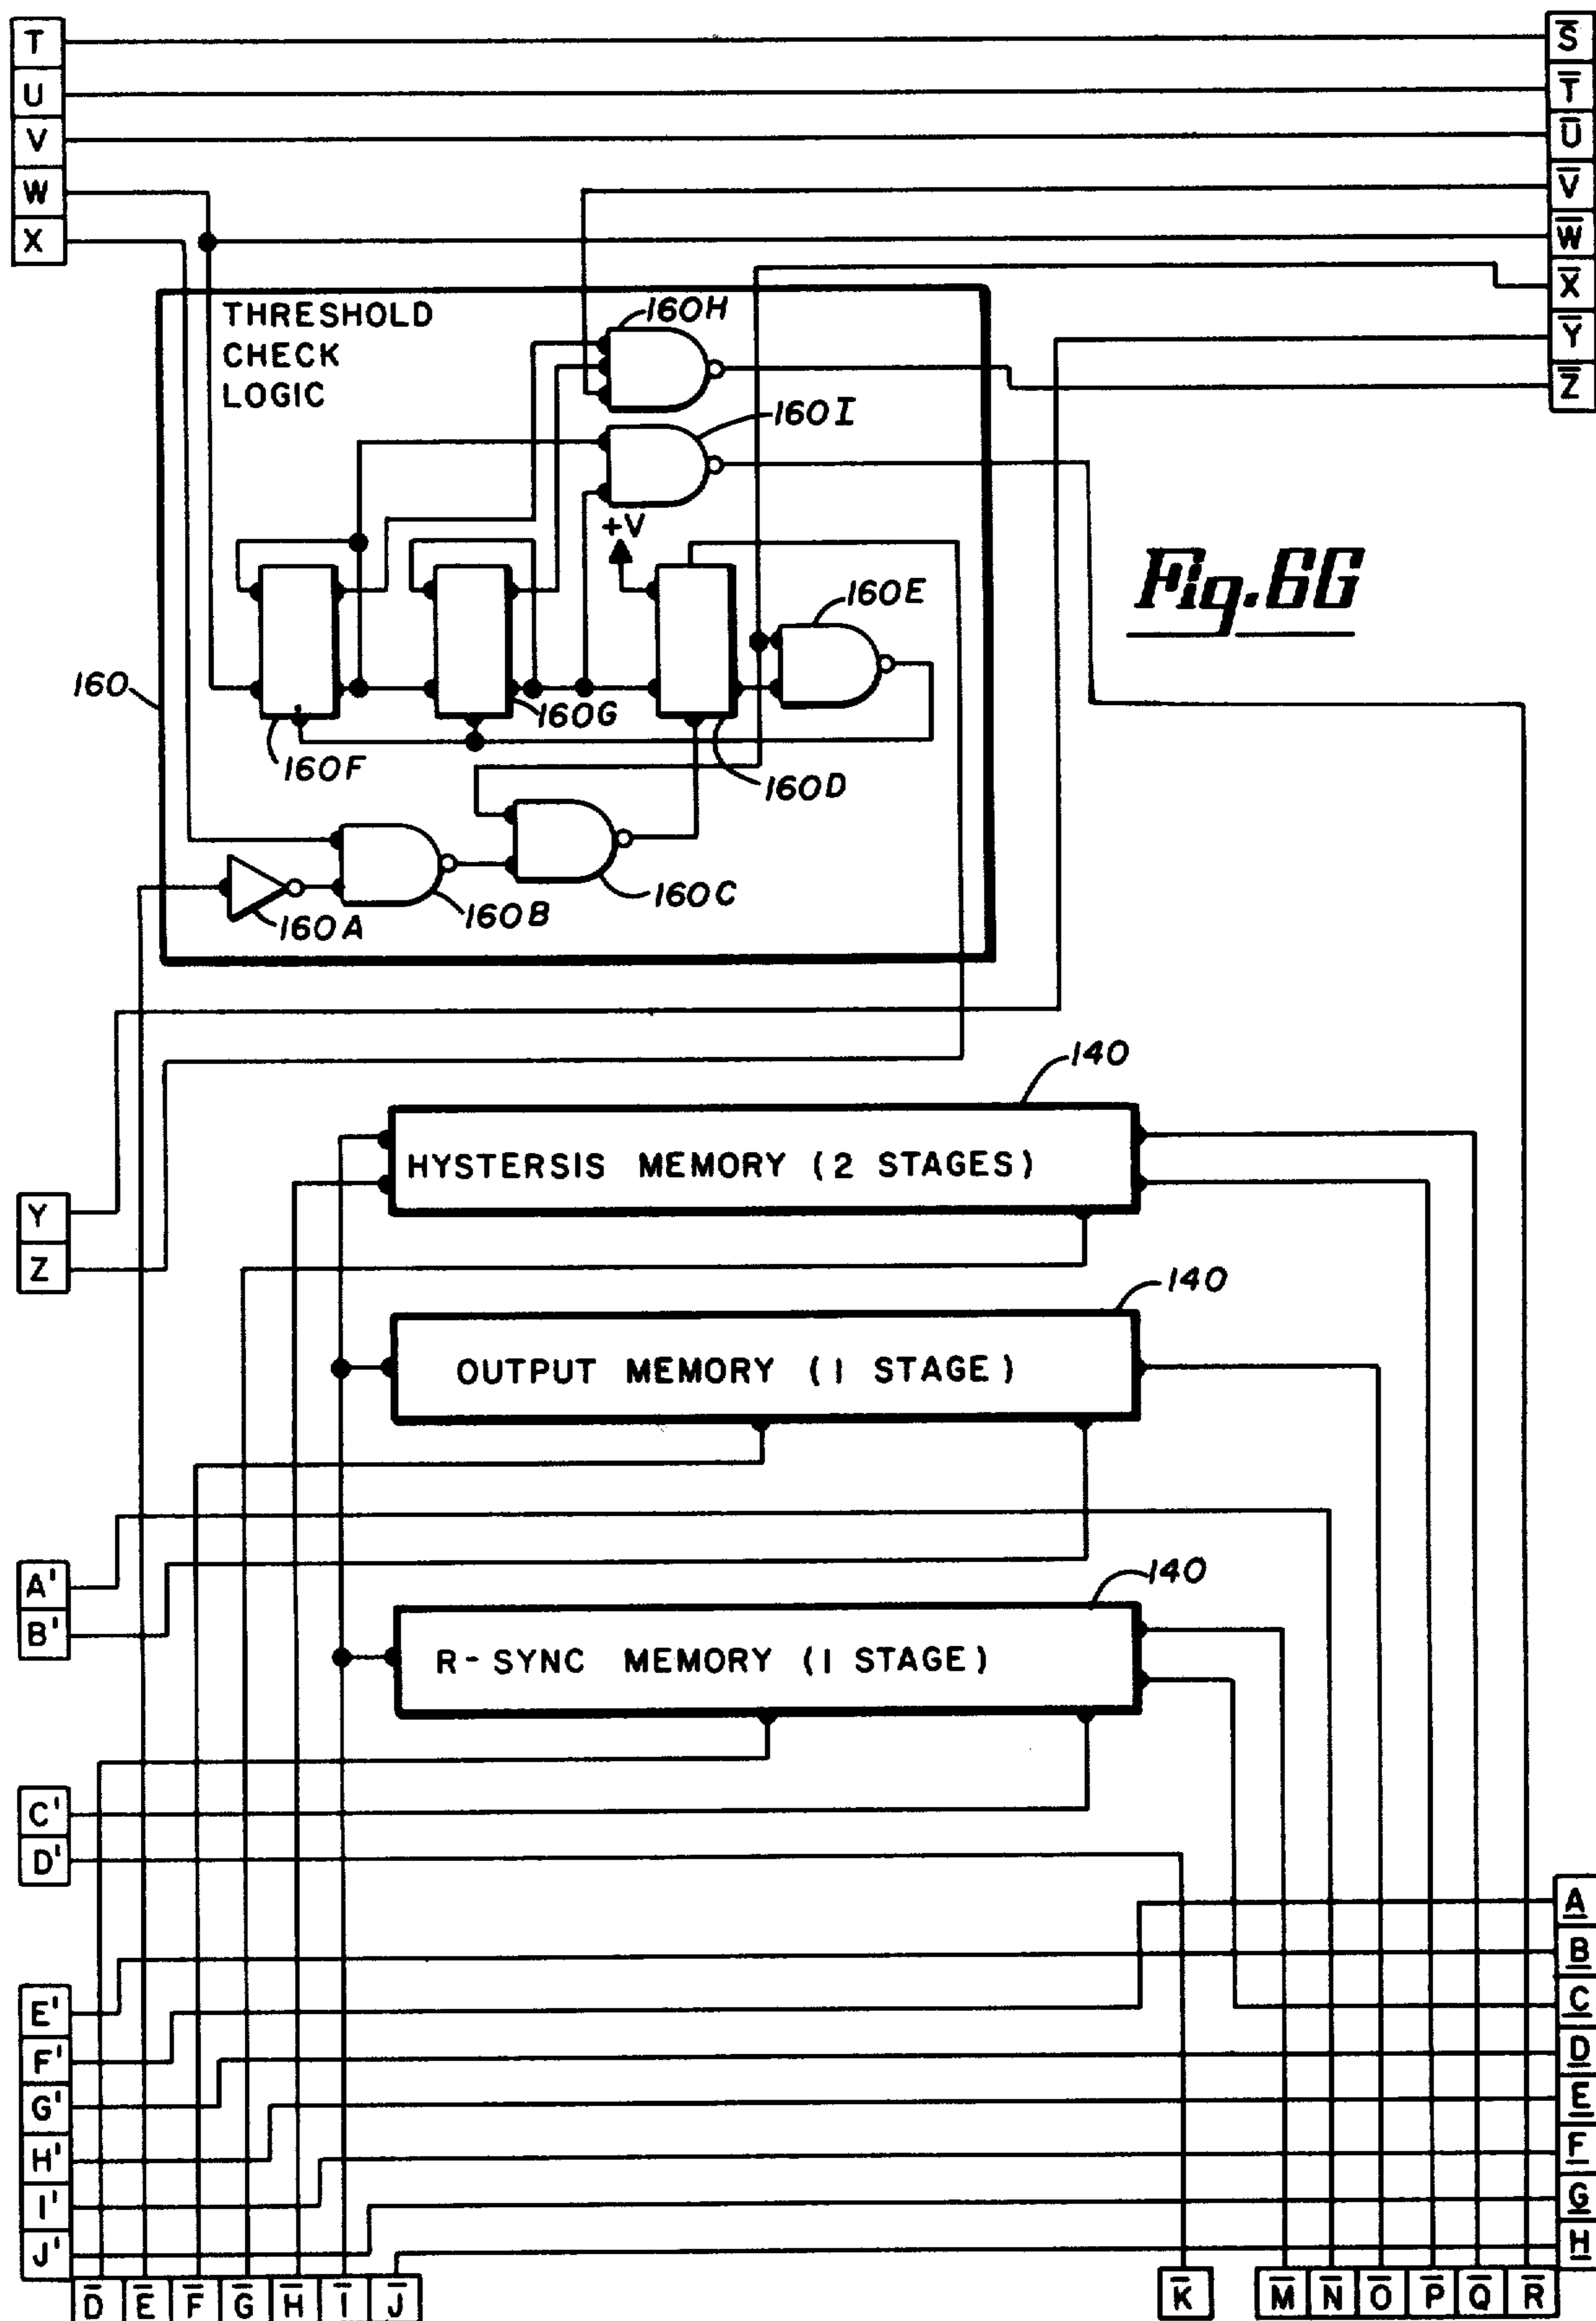 T
S̅
U
T̅
V
U̅
W
V̅
X
W̅
X̅
Y̅
Z̅
THRESHOLD
CHECK
LOGIC
160H
160I
+V
Fig.6G
160E
160
160G
160F
160D
160C
160B
160A
140
HYSTERSIS MEMORY (2 STAGES)
Y
Z
140
OUTPUT MEMORY (1 STAGE)
A'
B'
140
R-SYNC MEMORY (1 STAGE)
C'
D'
A̲
B̲
E'
C̲
F'
D̲
G'
E̲
H'
F̲
I'
G̲
J'
H̲
D̅ E̅ F̅ G̅ H̅ I̅ J̅ K̅ M̅ N̅ O̅ P̅ Q̅ R̅